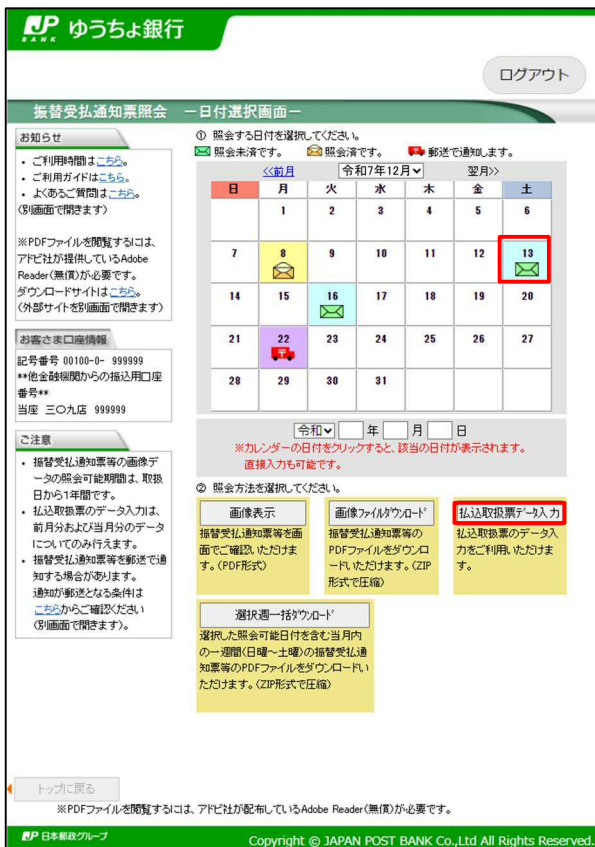 JP BANK ゆうちょ銀行
ログアウト
振替受払通知票照会 －日付選択画面－
お知らせ
・ ご利用時間はこちら。
・ ご利用ガイドはこちら。
・ よくあるご質問はこちら。
(別画面で開きます)
※PDFファイルを閲覧するには、
アドビ社が提供しているAdobe
Reader(無償)が必要です。
ダウンロードサイトはこちら。
(外部サイトを別画面で開きます)
お客さま口座情報
記号番号 00100-0- 999999
**他金融機関からの振込用口座
番号**
当座 三〇九店 999999
ご注意
・ 振替受払通知票等の画像デ
ータの照会可能期間は、取扱
日から1年間です。
・ 払込取扱票のデータ入力は、
前月分および当月分のデータ
についてのみ行えます。
・ 振替受払通知票等を郵送で通
知する場合があります。
通知が郵送となる条件は
こちらからご確認ください
(別画面で開きます)。
① 照会する日付を選択してください。
照会未済です。 照会済です。 郵送で通知します。
<<前月 令和7年12月 翌月>>
日 月 火 水 木 金 土
1 2 3 4 5 6
7 8 9 10 11 12 13
14 15 16 17 18 19 20
21 22 23 24 25 26 27
28 29 30 31
令和 年 月 日
※カレンダーの日付をクリックすると、該当の日付が表示されます。
直接入力も可能です。
② 照会方法を選択してください。
画像表示
振替受払通知票等を画
面でご確認いただけま
す。(PDF形式)
画像ファイルダウンロード
振替受払通知票等の
PDFファイルをダウンロ
ードいただけます。(ZIP
形式で圧縮)
払込取扱票データ入力
払込取扱票のデータ入
力をご利用いただけま
す。
選択週一括ダウンロード
選択した照会可能日付を含む当月内
の一週間(日曜～土曜)の振替受払通
知票等のPDFファイルをダウンロードい
ただけます。(ZIP形式で圧縮)
トップに戻る
※PDFファイルを閲覧するには、アドビ社が配布しているAdobe Reader(無償)が必要です。
JP 日本郵政グループ
Copyright © JAPAN POST BANK Co.,Ltd All Rights Reserved.